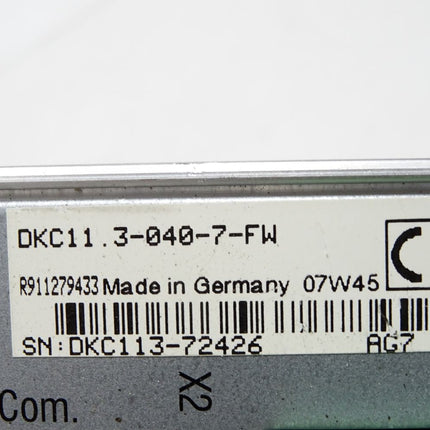 DKC11.3-040-7-FW
R911279433 Made in Germany 07W45
SN:DKC113-72426 AG7
Com. X2